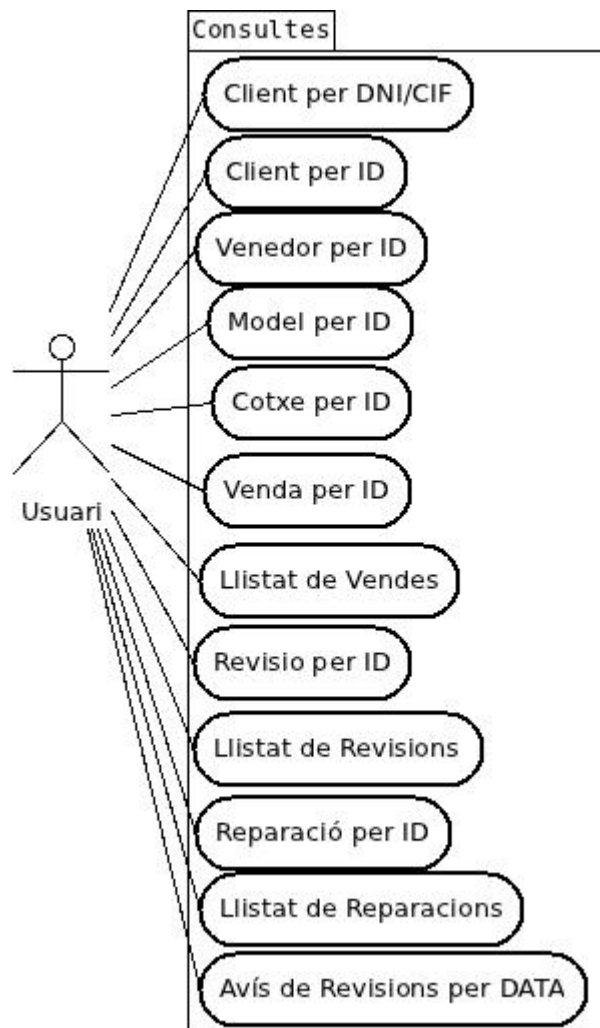 Consultes
Client per DNI/CIF
Client per ID
Venedor per ID
Model per ID
Cotxe per ID
Venda per ID
Usuari
Llistat de Vendes
Revisio per ID
Llistat de Revisions
Reparació per ID
Llistat de Reparacions
Avís de Revisions per DATA